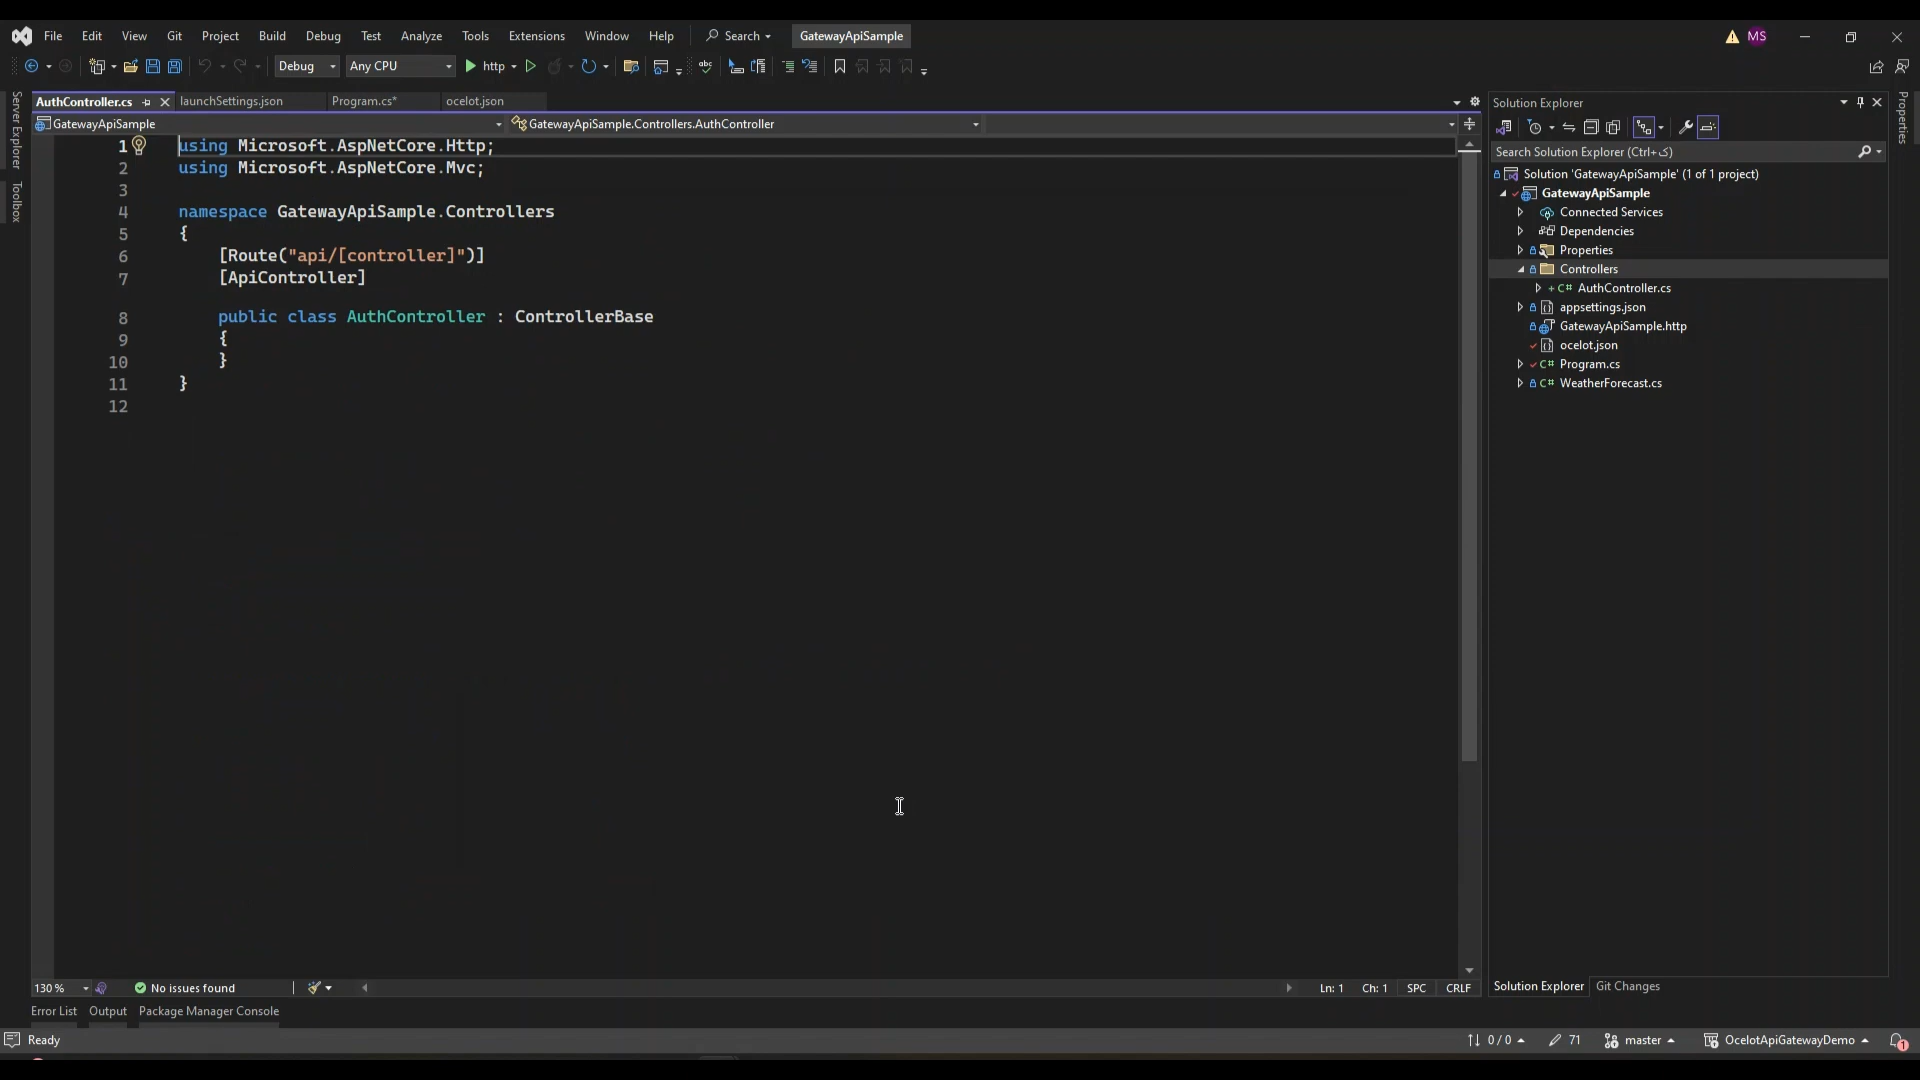 File Edit View Git Project Build Debug Test Analyze Tools Extensions Window Help Search GatewayApiSample MS
Debug Any CPU http
Server Explorer
Toolbox
AuthController.cs launchSettings.json Program.cs* ocelot.json
GatewayApiSample GatewayApiSample.Controllers.AuthController
1 using Microsoft.AspNetCore.Http;
2 using Microsoft.AspNetCore.Mvc;
3
4 namespace GatewayApiSample.Controllers
5 {
6 [Route("api/[controller]")]
7 [ApiController]
8 public class AuthController : ControllerBase
9 {
10 }
11 }
12
130 % No issues found Ln: 1 Ch: 1 SPC CRLF
Error List Output Package Manager Console
Solution Explorer
Search Solution Explorer (Ctrl+ک)
Solution 'GatewayApiSample' (1 of 1 project)
GatewayApiSample
Connected Services
Dependencies
Properties
Controllers
C# AuthController.cs
appsettings.json
GatewayApiSample.http
ocelot.json
C# Program.cs
C# WeatherForecast.cs
Solution Explorer Git Changes
Properties
Ready 0 / 0 71 master OcelotApiGatewayDemo 1